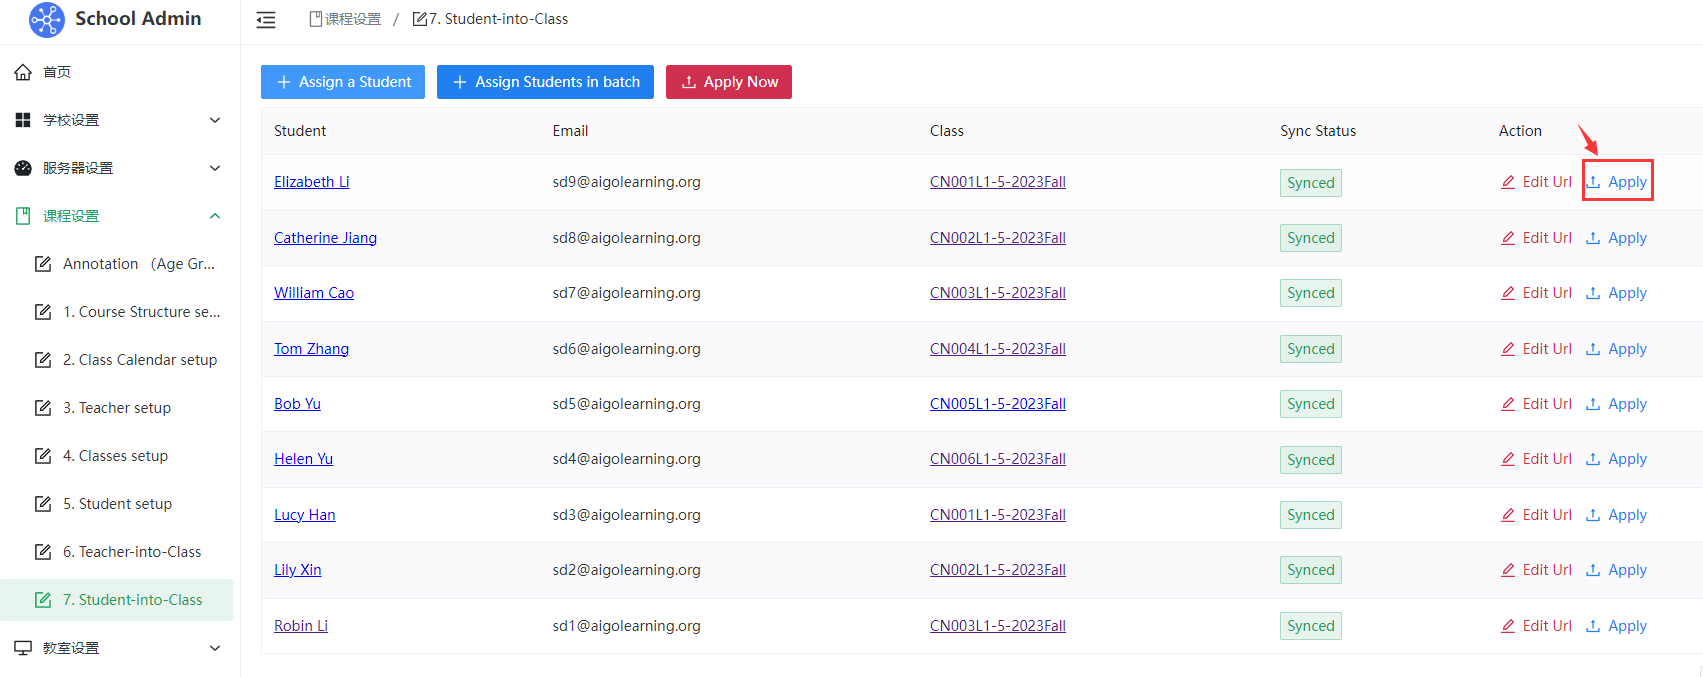 School Admin
课程设置 / 7. Student-into-Class
首页
学校设置
服务器设置
课程设置
Annotation （Age Gr...
1. Course Structure se...
2. Class Calendar setup
3. Teacher setup
4. Classes setup
5. Student setup
6. Teacher-into-Class
7. Student-into-Class
教室设置
Assign a Student Assign Students in batch Apply Now
Student Email Class Sync Status Action
Elizabeth Li sd9@aigolearning.org CN001L1-5-2023Fall Synced Edit Url Apply
Catherine Jiang sd8@aigolearning.org CN002L1-5-2023Fall Synced Edit Url Apply
William Cao sd7@aigolearning.org CN003L1-5-2023Fall Synced Edit Url Apply
Tom Zhang sd6@aigolearning.org CN004L1-5-2023Fall Synced Edit Url Apply
Bob Yu sd5@aigolearning.org CN005L1-5-2023Fall Synced Edit Url Apply
Helen Yu sd4@aigolearning.org CN006L1-5-2023Fall Synced Edit Url Apply
Lucy Han sd3@aigolearning.org CN001L1-5-2023Fall Synced Edit Url Apply
Lily Xin sd2@aigolearning.org CN002L1-5-2023Fall Synced Edit Url Apply
Robin Li sd1@aigolearning.org CN003L1-5-2023Fall Synced Edit Url Apply